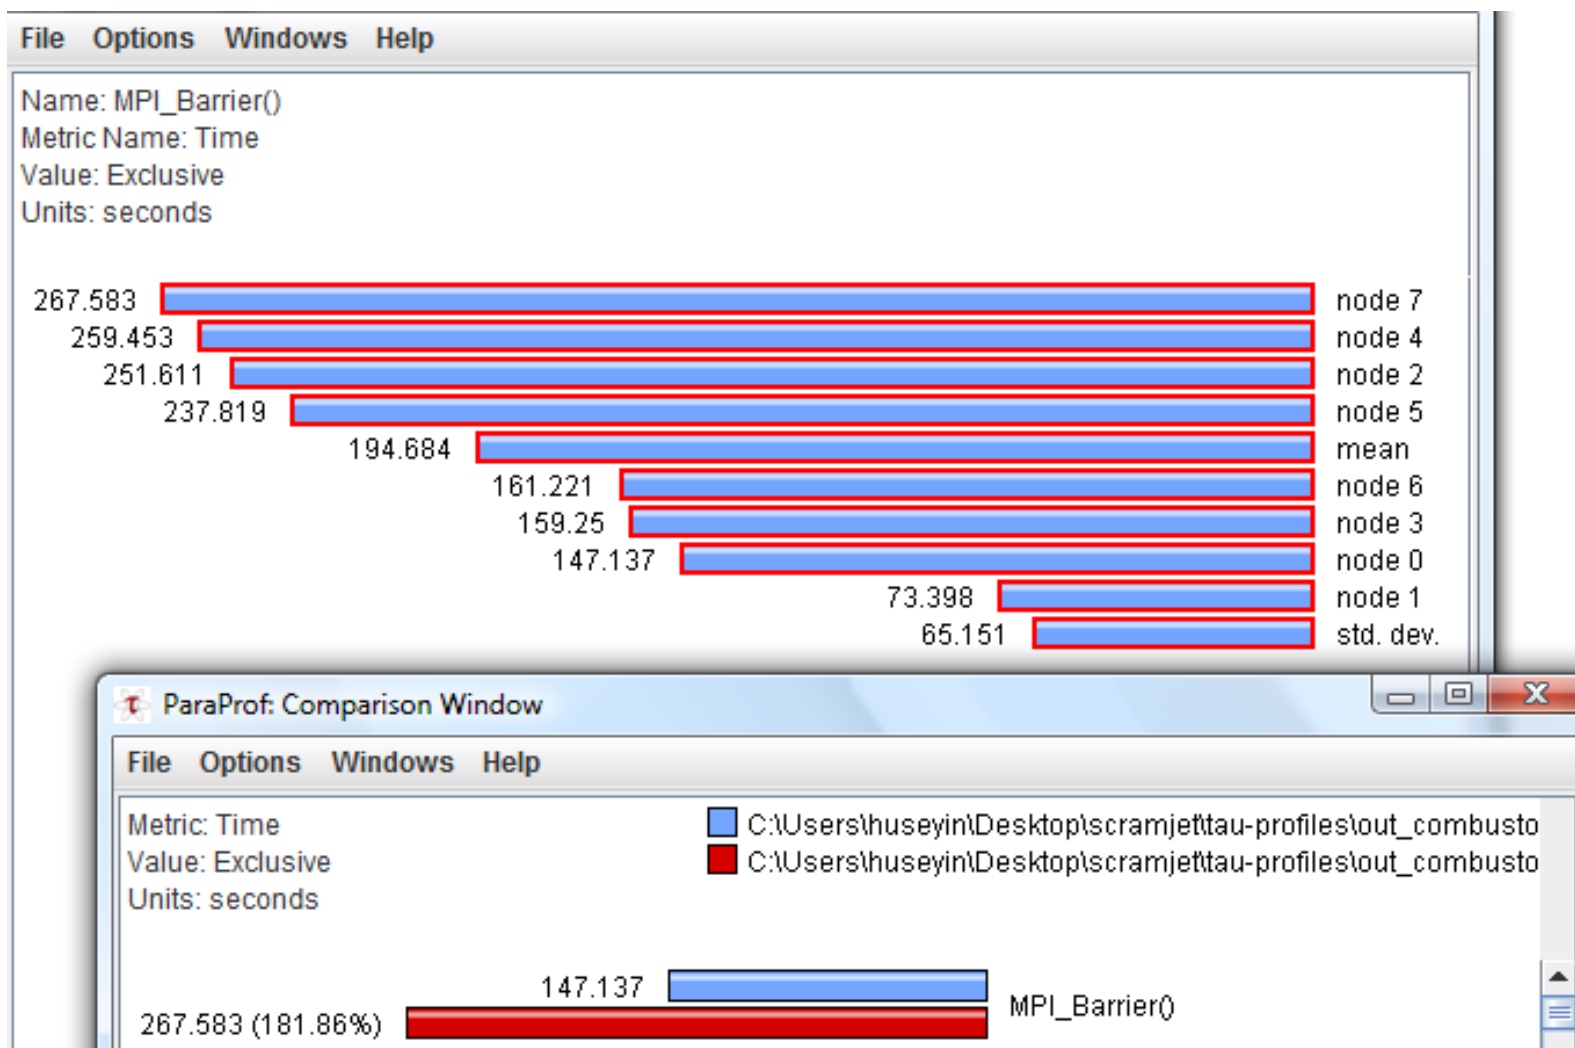 File Options Windows Help
Name: MPI_Barrier()
Metric Name: Time
Value: Exclusive
Units: seconds
267.583 node 7
259.453 node 4
251.611 node 2
237.819 node 5
194.684 mean
161.221 node 6
159.25 node 3
147.137 node 0
73.398 node 1
65.151 std. dev.
τ ParaProf: Comparison Window
File Options Windows Help
Metric: Time C:\Users\huseyin\Desktop\scramjet\tau-profiles\out_combusto
Value: Exclusive C:\Users\huseyin\Desktop\scramjet\tau-profiles\out_combusto
Units: seconds
147.137
267.583 (181.86%) MPI_Barrier()